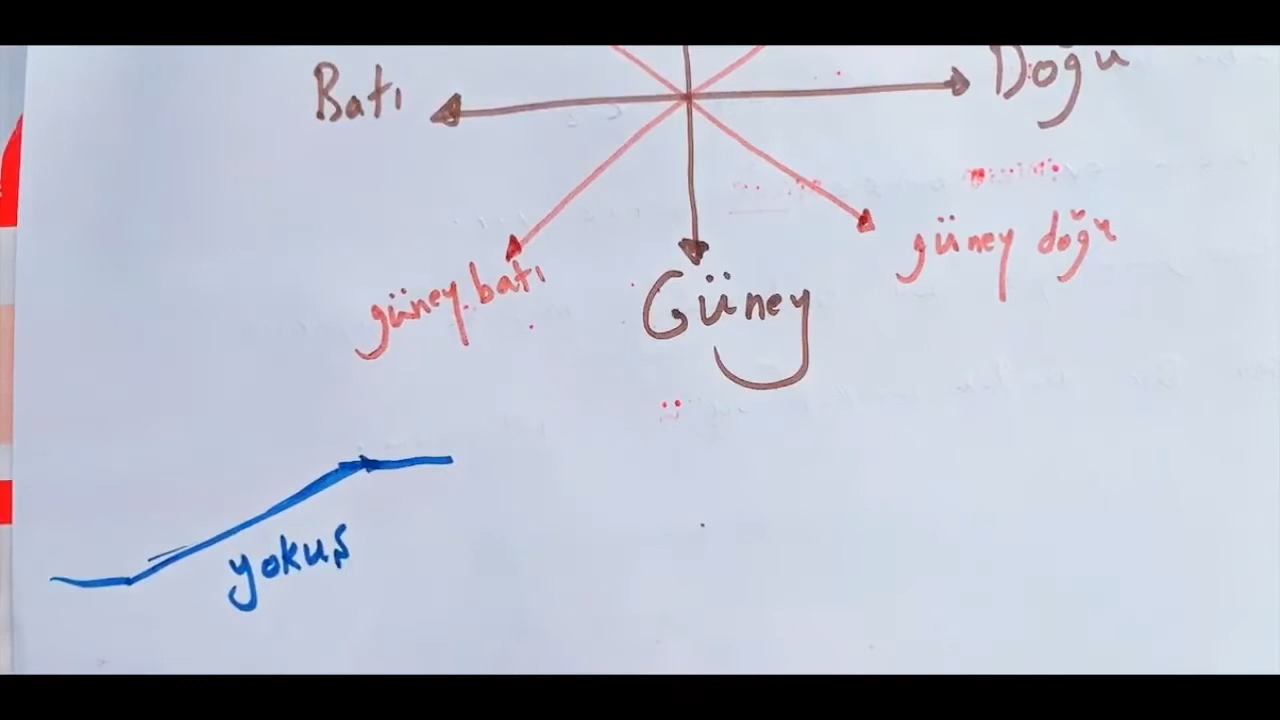 Batı
Doğu
güney batı
Güney
güney doğu
yokuş